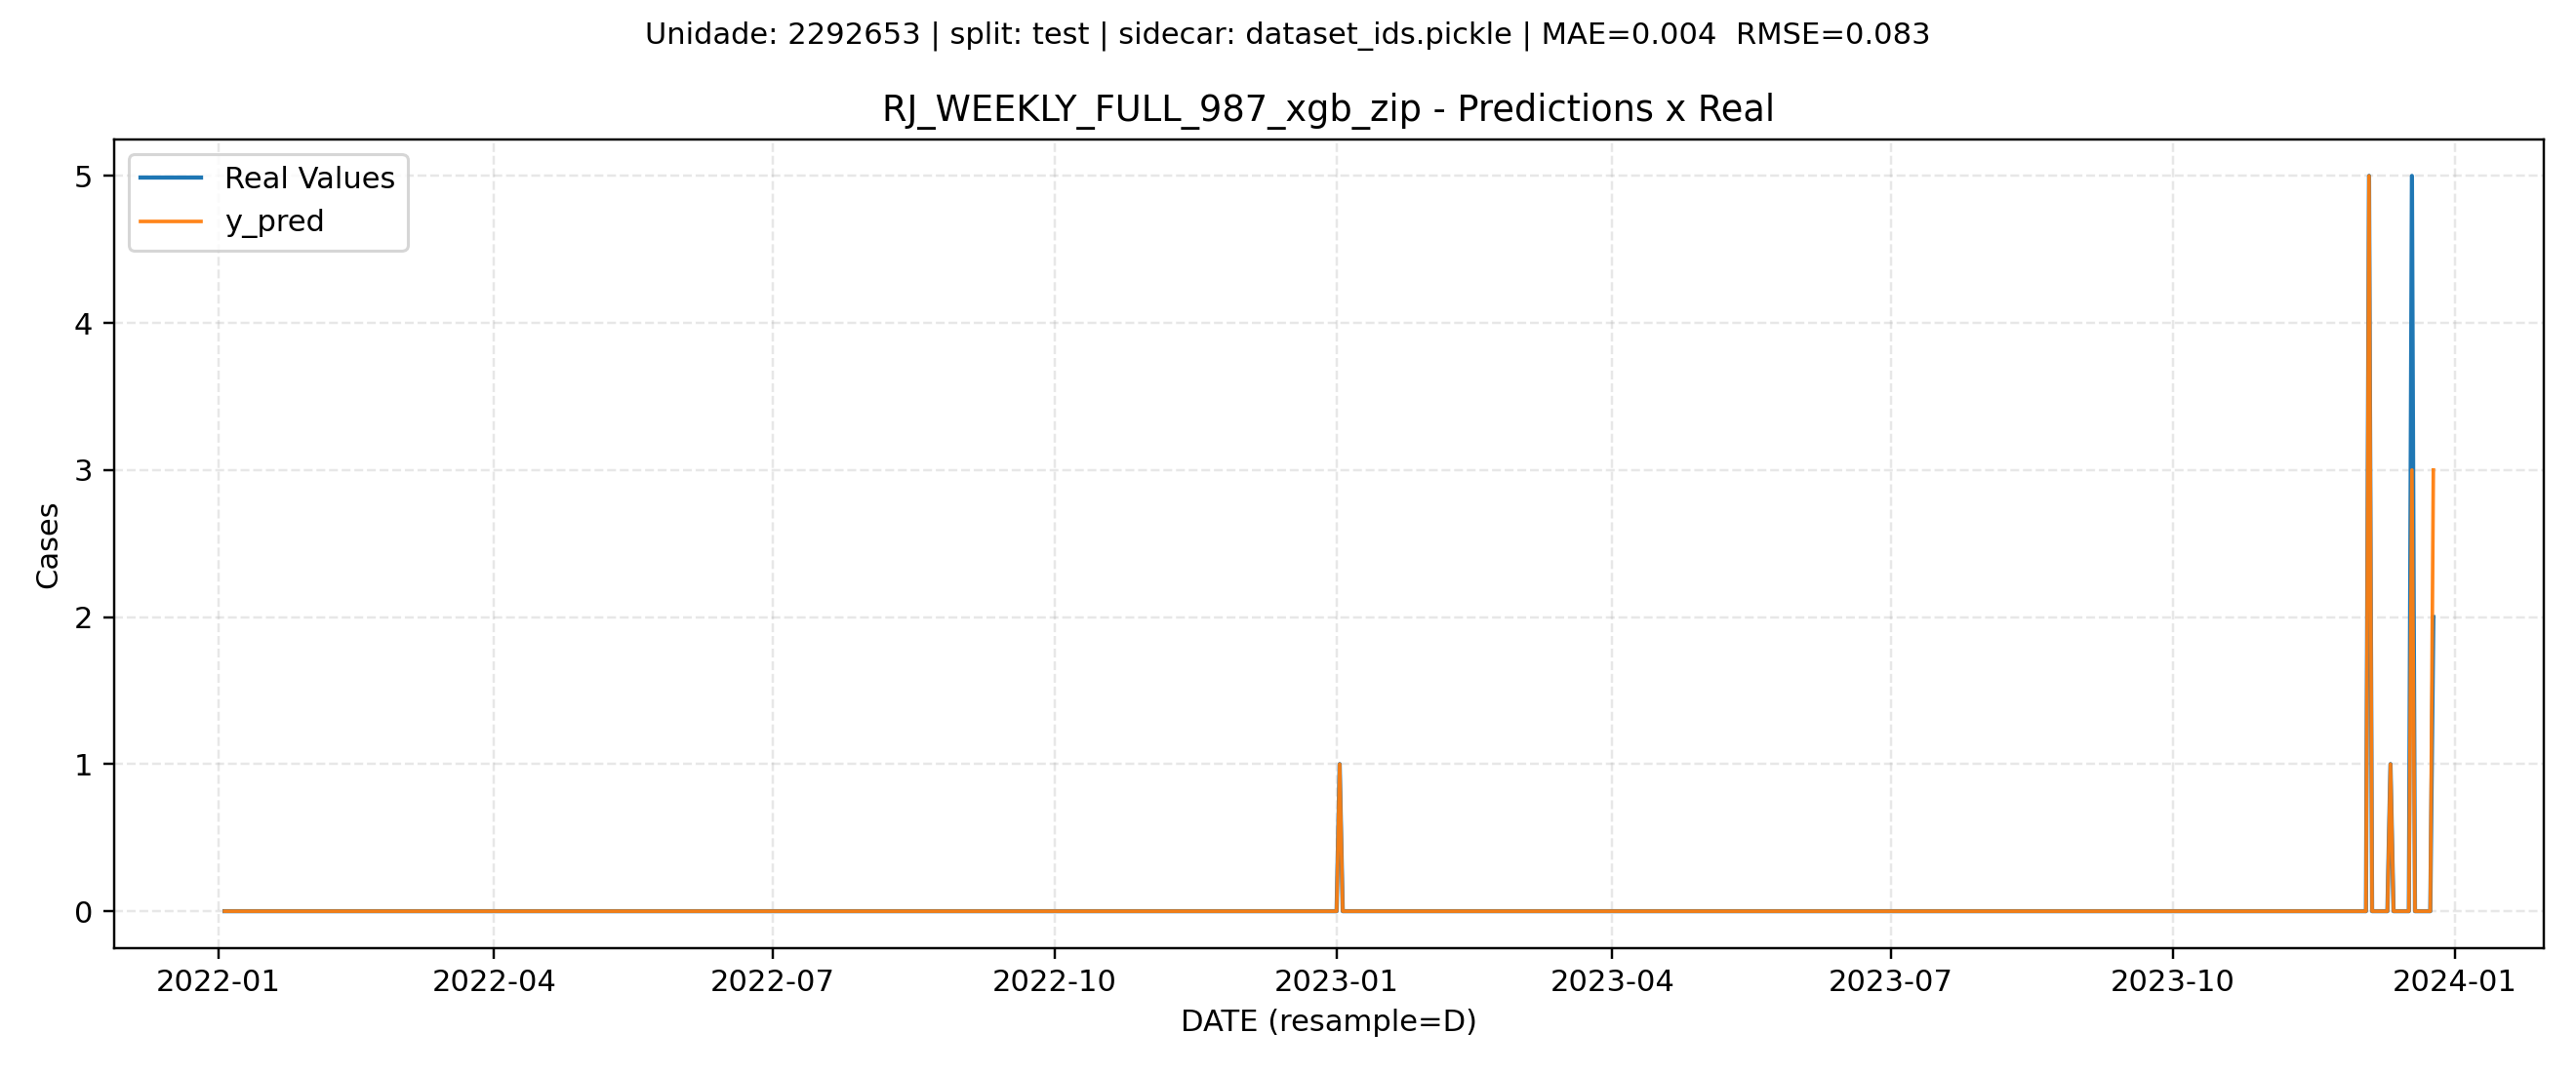 Unidade: 2292653 | split: test | sidecar: dataset_ids.pickle | MAE=0.004  RMSE=0.083
RJ_WEEKLY_FULL_987_xgb_zip - Predictions x Real
Real Values
y_pred
5
4
3
2
1
0
Cases
2022-01
2022-04
2022-07
2022-10
2023-01
2023-04
2023-07
2023-10
2024-01
DATE (resample=D)